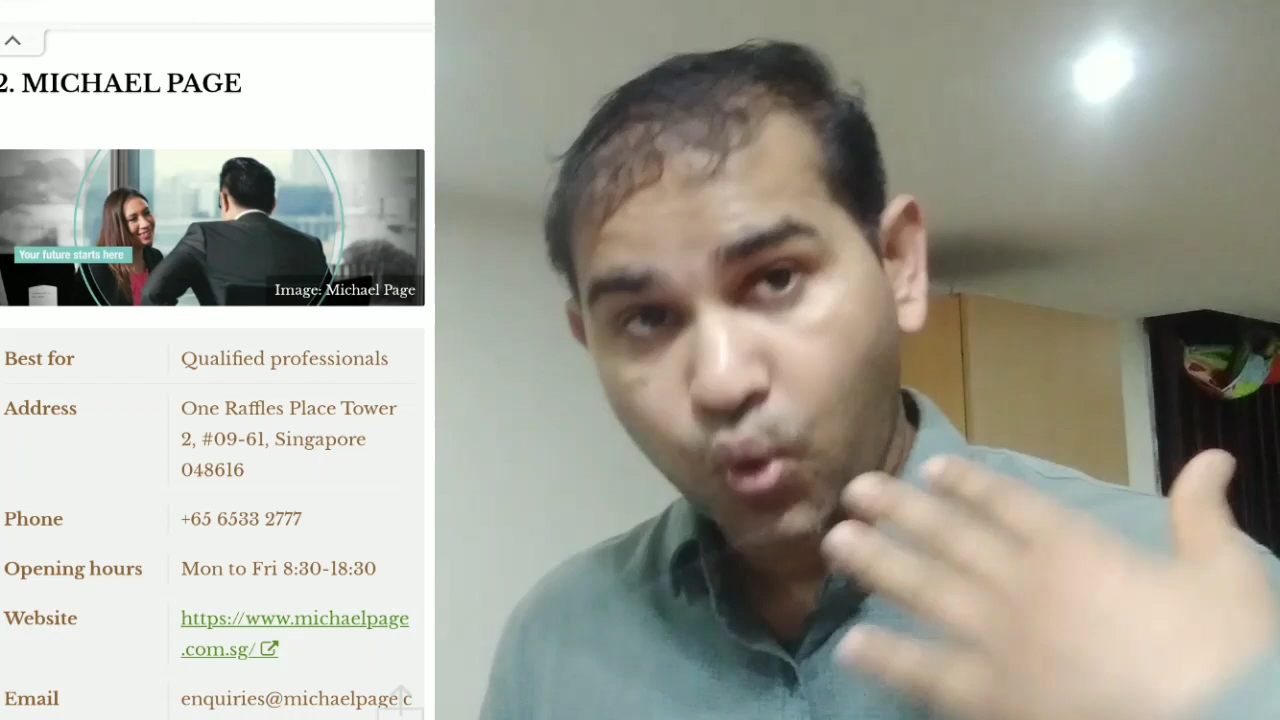 2. MICHAEL PAGE
Your future starts here
Image: Michael Page
Best for
Qualified professionals
Address
One Raffles Place Tower
2, #09-61, Singapore
048616
Phone
+65 6533 2777
Opening hours
Mon to Fri 8:30-18:30
Website
https://www.michaelpage
.com.sg/
Email
enquiries@michaelpage.c